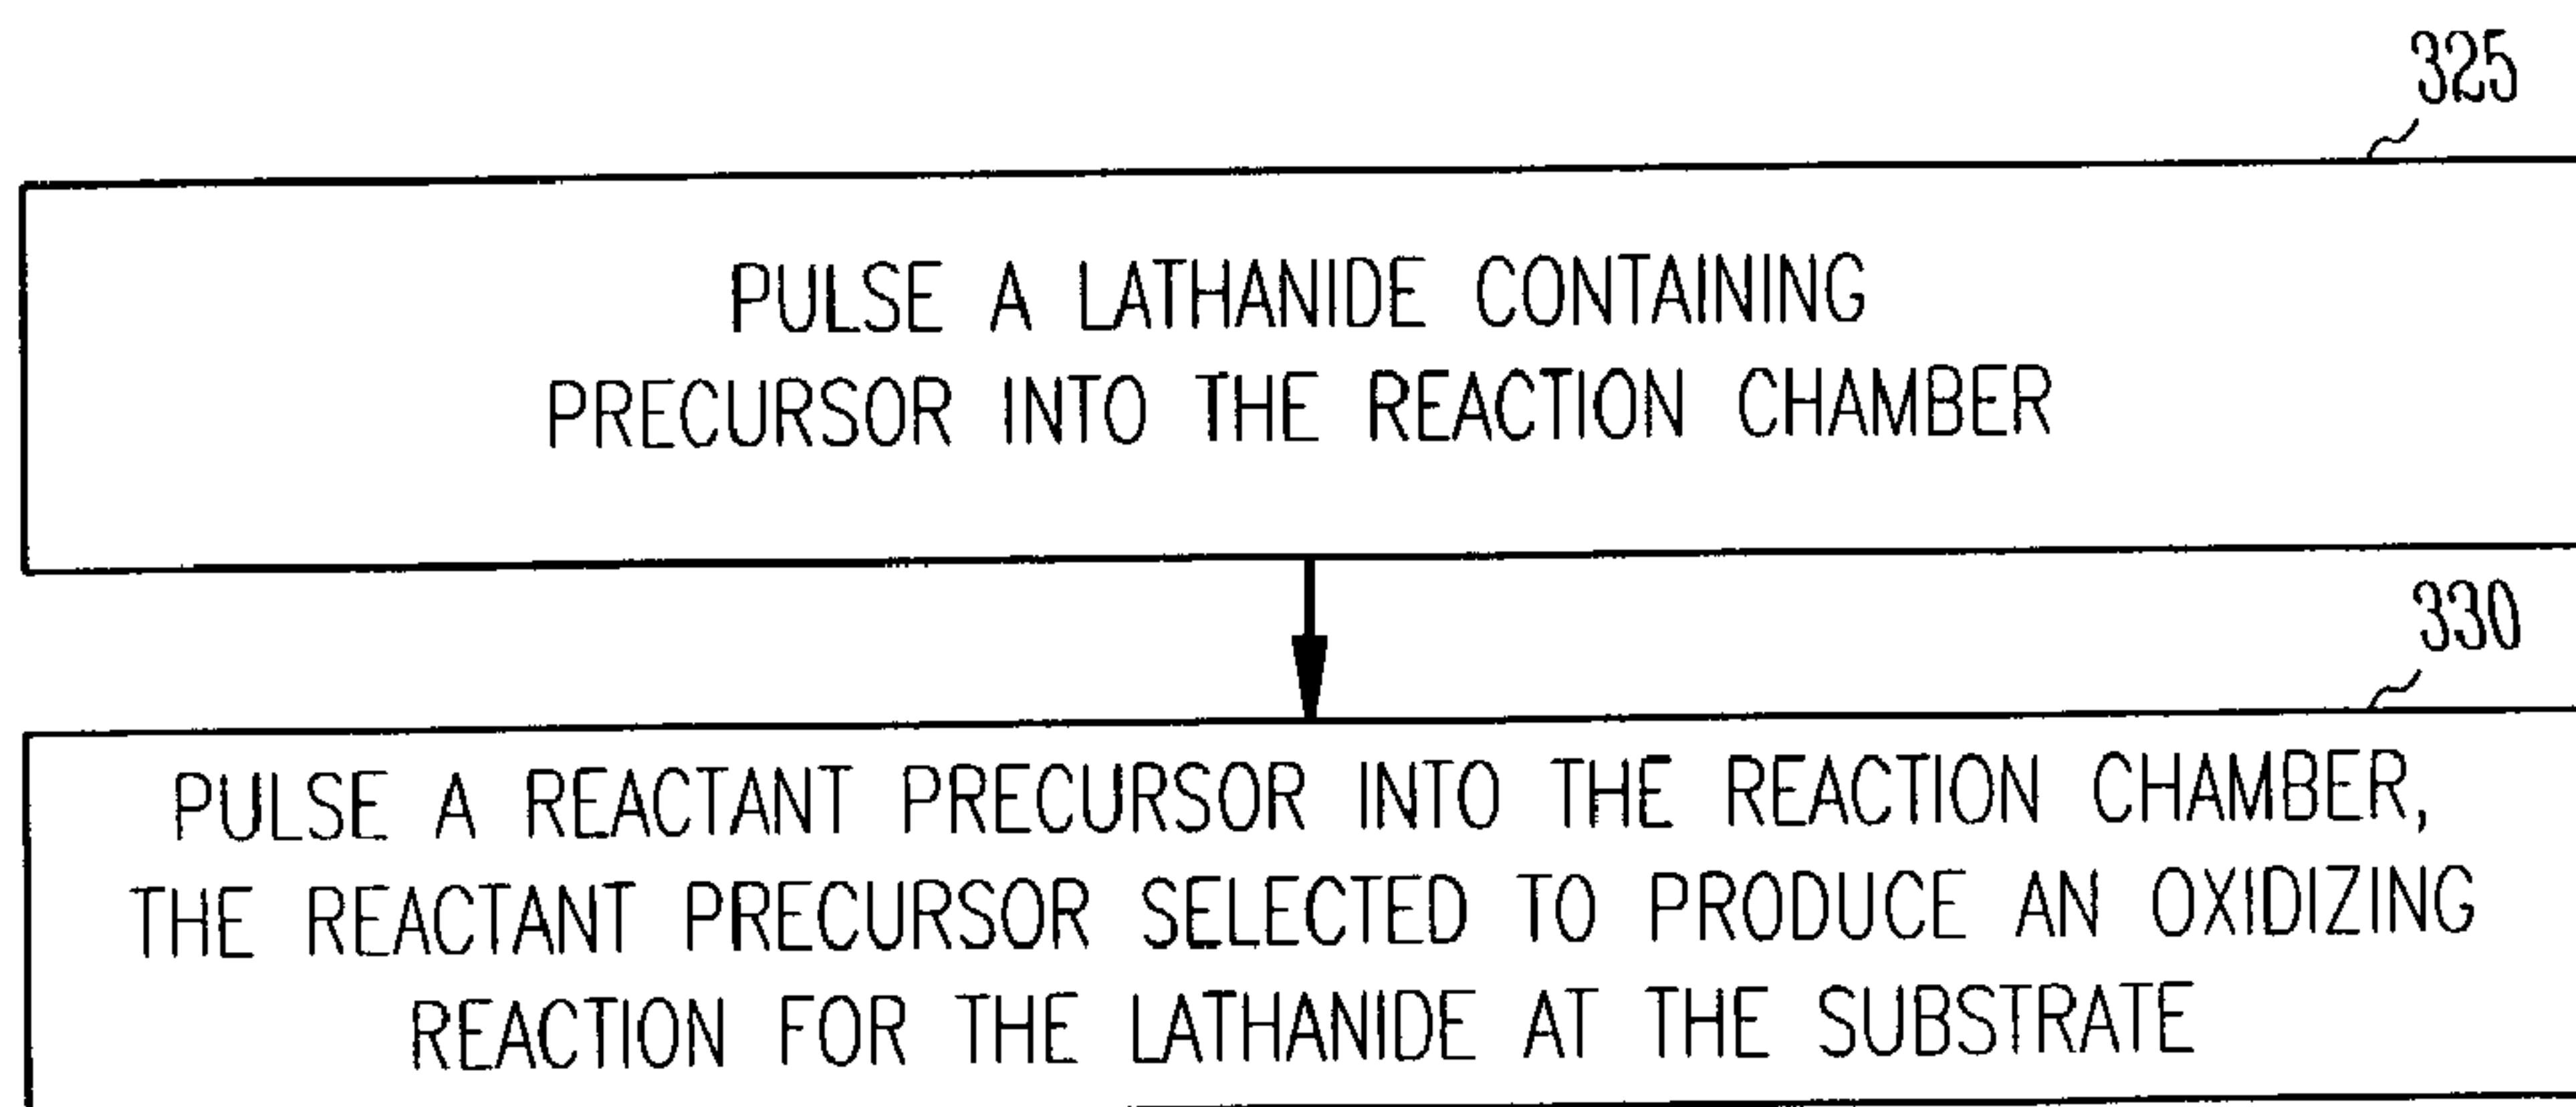 325
PULSE A LATHANIDE CONTAINING
PRECURSOR INTO THE REACTION CHAMBER
330
PULSE A REACTANT PRECURSOR INTO THE REACTION CHAMBER,
THE REACTANT PRECURSOR SELECTED TO PRODUCE AN OXIDIZING
REACTION FOR THE LATHANIDE AT THE SUBSTRATE